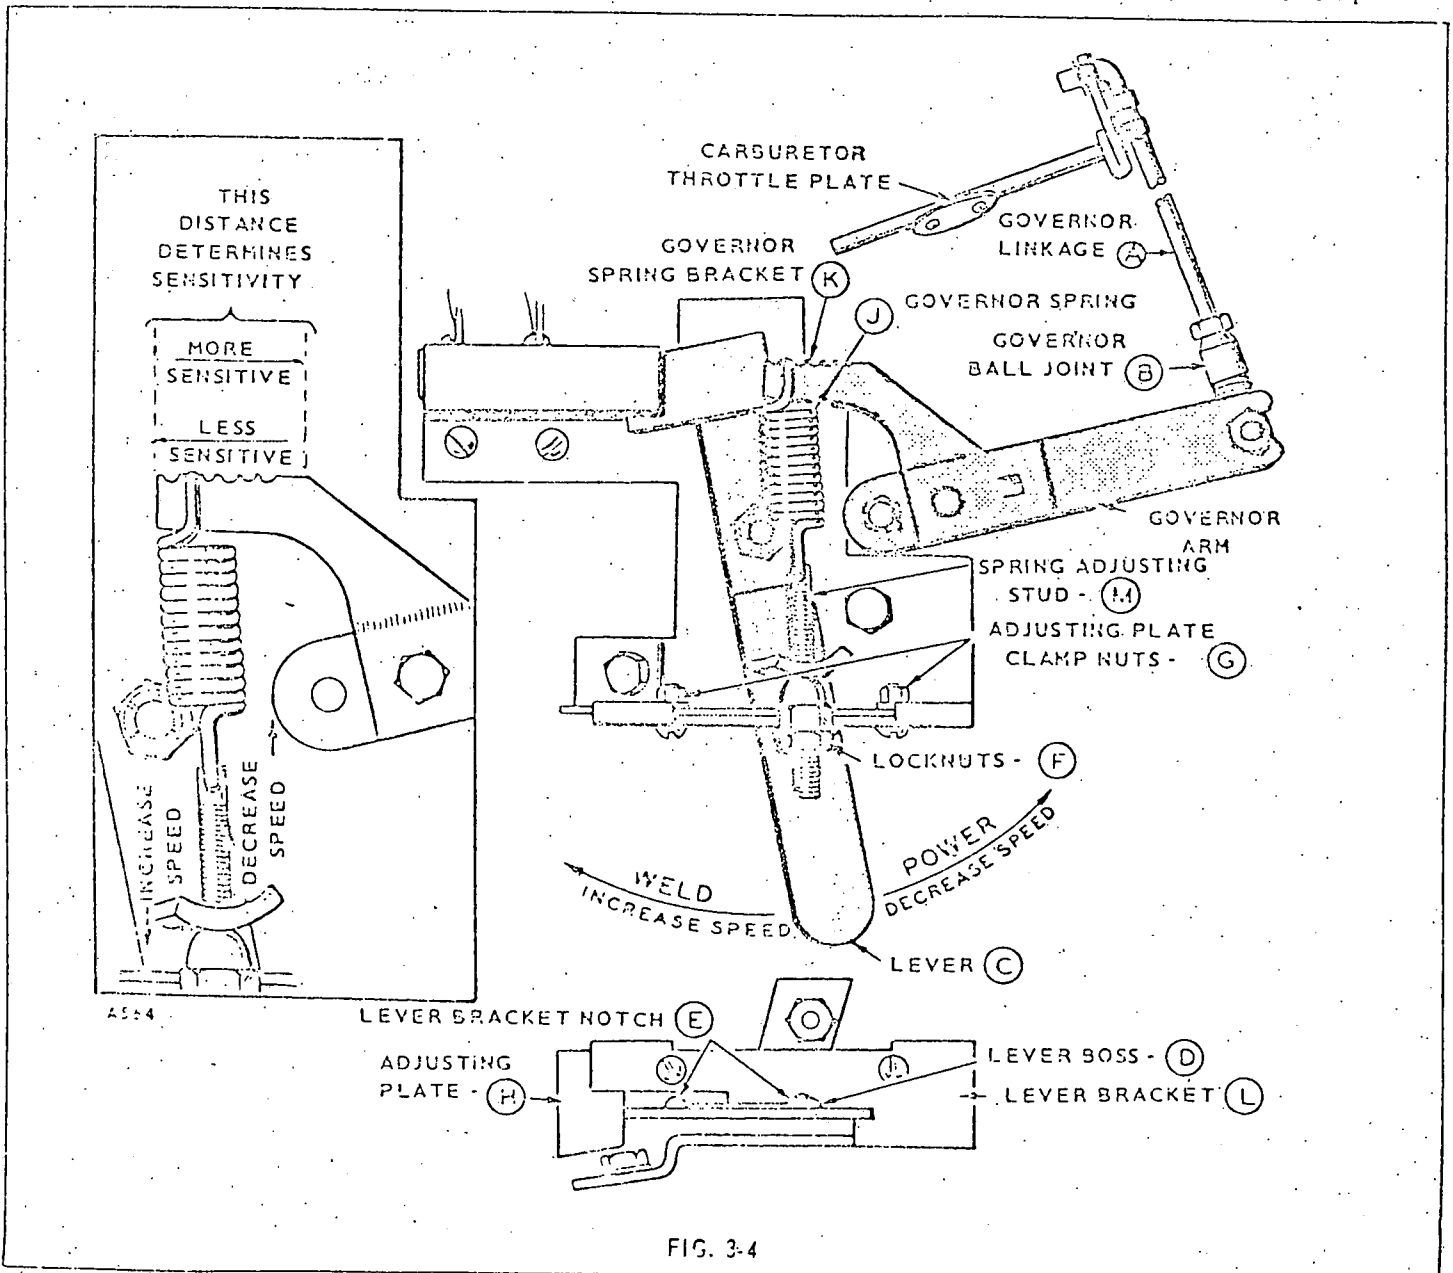 THIS
DISTANCE
DETERMINES
SENSITIVITY
MORE
SENSITIVE
LESS
SENSITIVE
INCREASE
SPEED
DECREASE
SPEED
CARBURETOR
THROTTLE PLATE
GOVERNOR
LINKAGE A
GOVERNOR
SPRING BRACKET K
J GOVERNOR SPRING
GOVERNOR
BALL JOINT B
GOVERNOR
ARM
SPRING ADJUSTING
STUD - M
ADJUSTING PLATE
CLAMP NUTS - G
LOCKNUTS - F
POWER
DECREASE SPEED
WELD
INCREASE SPEED
LEVER C
LEVER BRACKET NOTCH E
ADJUSTING
PLATE - H
LEVER BOSS - D
LEVER BRACKET L
FIG. 3-4